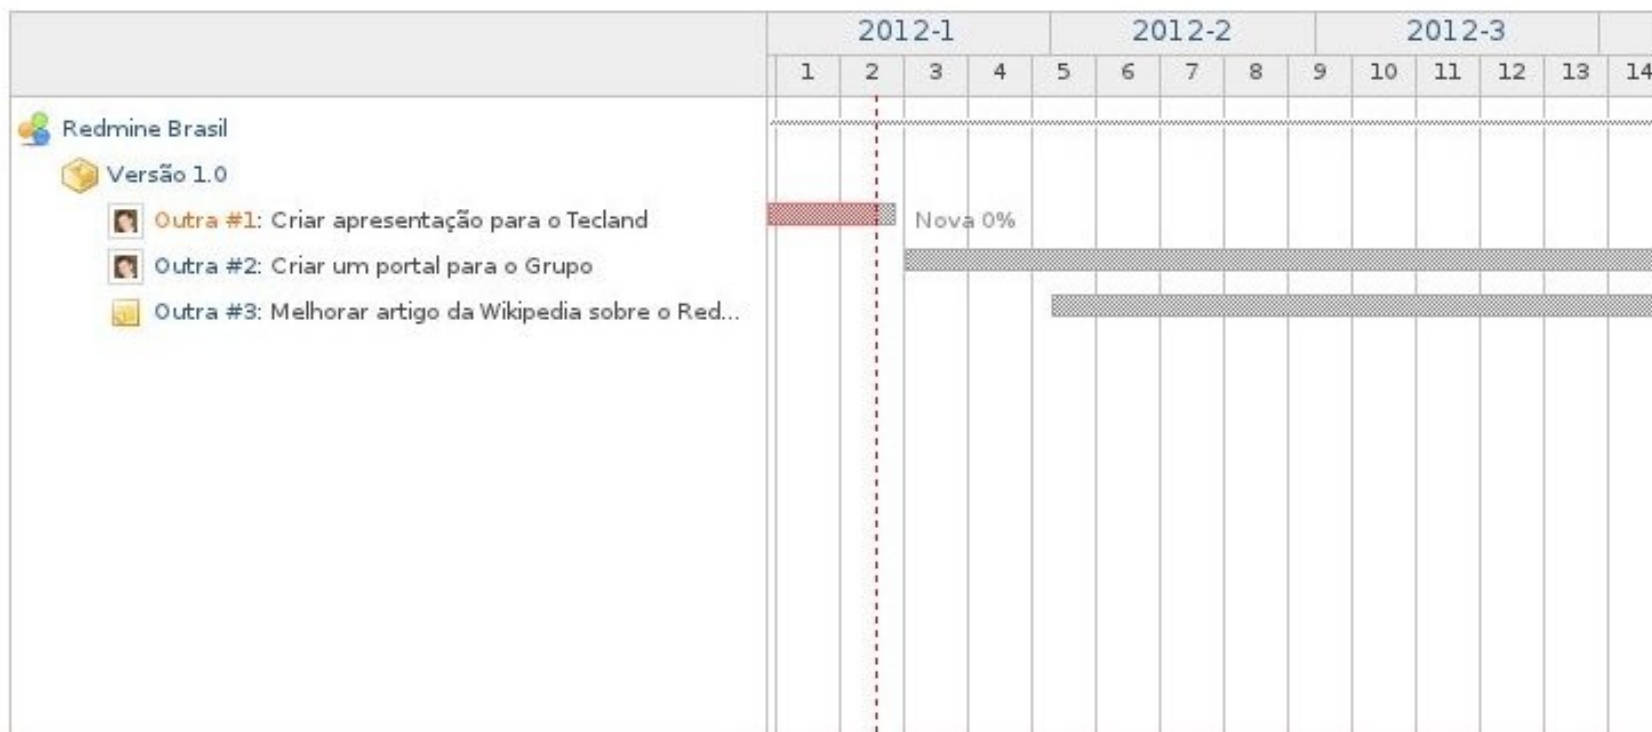 2012-1 2012-2 2012-3
1 2 3 4 5 6 7 8 9 10 11 12 13 14
Redmine Brasil
Versão 1.0
Outra #1: Criar apresentação para o Tecland Nova 0%
Outra #2: Criar um portal para o Grupo
Outra #3: Melhorar artigo da Wikipedia sobre o Red...